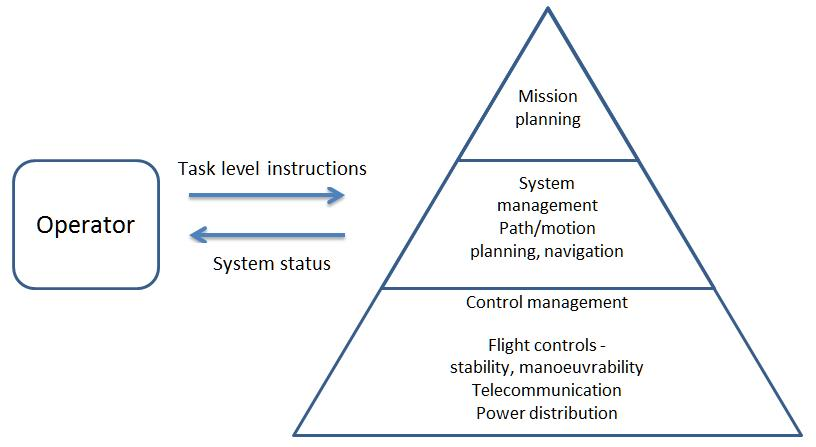 Operator
Task level instructions
System status
Mission
planning
System
management
Path/motion
planning, navigation
Control management
Flight controls -
stability, manoeuvrability
Telecommunication
Power distribution